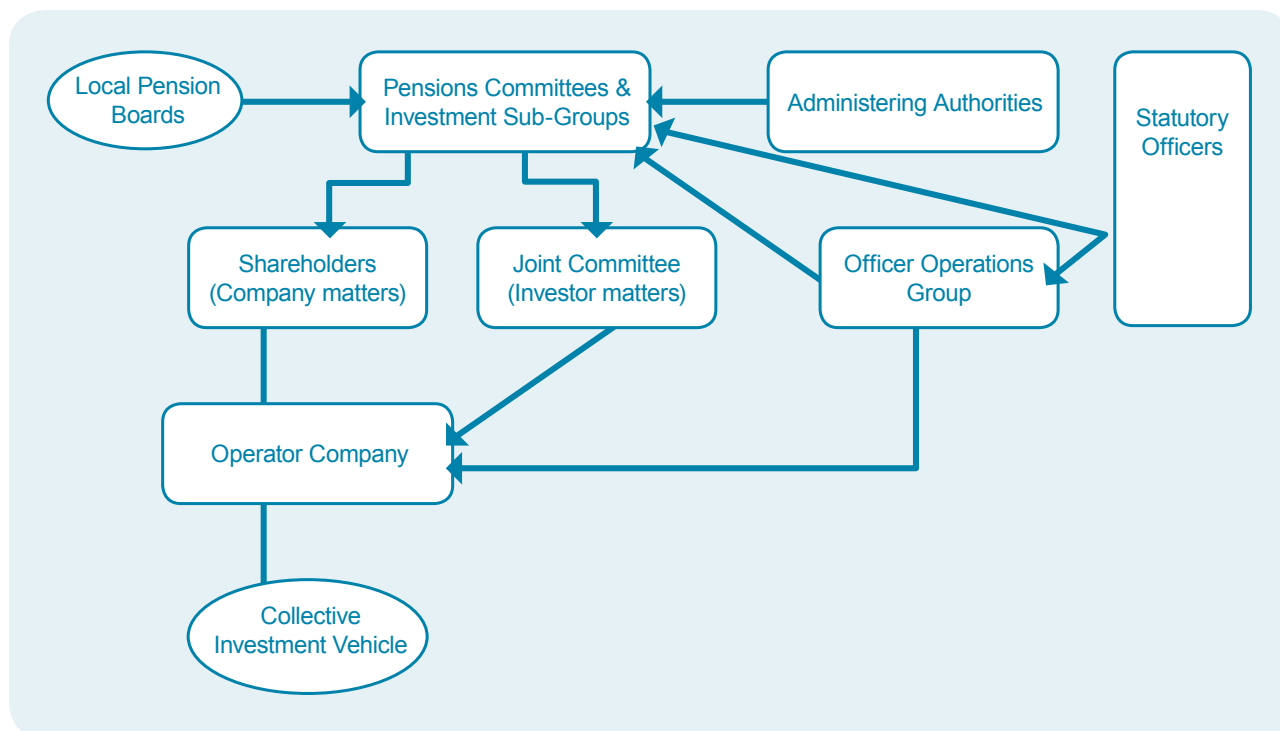 Local Pension
Boards
Pensions Committees &
Investment Sub-Groups
Administering Authorities
Statutory
Officers
Shareholders
(Company matters)
Joint Committee
(Investor matters)
Officer Operations
Group
Operator Company
Collective
Investment Vehicle